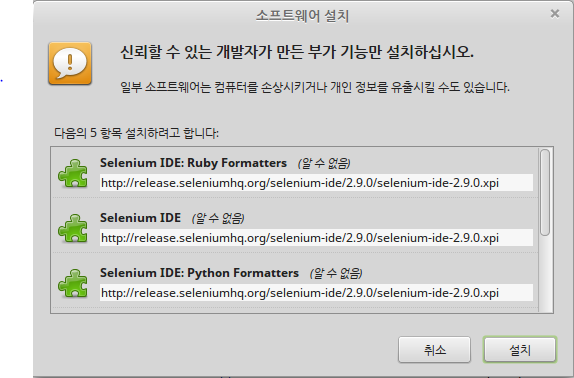 소프트웨어 설치
신뢰할 수 있는 개발자가 만든 부가 기능만 설치하십시오.
일부 소프트웨어는 컴퓨터를 손상시키거나 개인 정보를 유출시킬 수도 있습니다.
다음의 5 항목 설치하려고 합니다:
Selenium IDE: Ruby Formatters (알 수 없음)
http://release.seleniumhq.org/selenium-ide/2.9.0/selenium-ide-2.9.0.xpi
Selenium IDE (알 수 없음)
http://release.seleniumhq.org/selenium-ide/2.9.0/selenium-ide-2.9.0.xpi
Selenium IDE: Python Formatters (알 수 없음)
http://release.seleniumhq.org/selenium-ide/2.9.0/selenium-ide-2.9.0.xpi
취소 설치